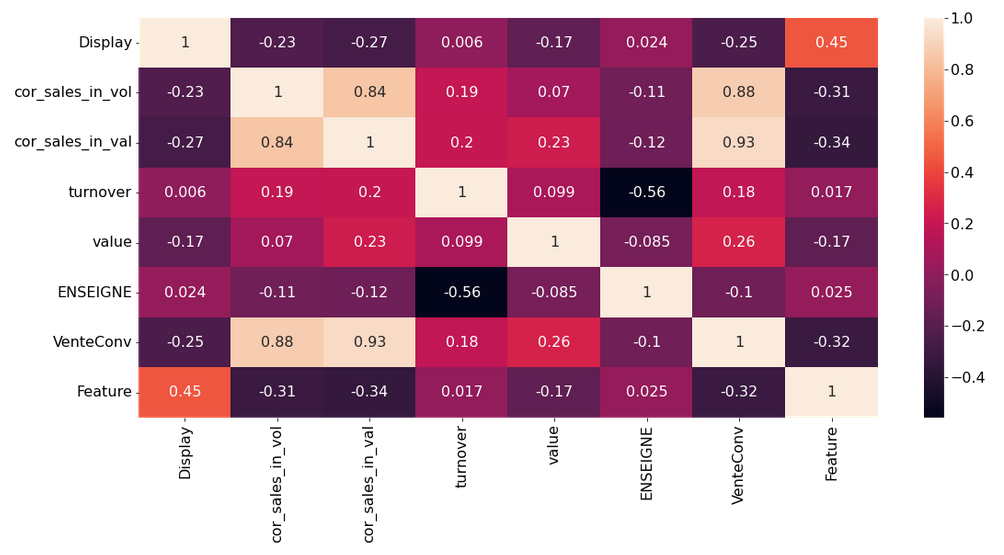 Display 1 -0.23 -0.27 0.006 -0.17 0.024 -0.25 0.45
cor_sales_in_vol -0.23 1 0.84 0.19 0.07 -0.11 0.88 -0.31
cor_sales_in_val -0.27 0.84 1 0.2 0.23 -0.12 0.93 -0.34
turnover 0.006 0.19 0.2 1 0.099 -0.56 0.18 0.017
value -0.17 0.07 0.23 0.099 1 -0.085 0.26 -0.17
ENSEIGNE 0.024 -0.11 -0.12 -0.56 -0.085 1 -0.1 0.025
VenteConv -0.25 0.88 0.93 0.18 0.26 -0.1 1 -0.32
Feature 0.45 -0.31 -0.34 0.017 -0.17 0.025 -0.32 1
Display cor_sales_in_vol cor_sales_in_val turnover value ENSEIGNE VenteConv Feature
1.0
0.8
0.6
0.4
0.2
0.0
−0.2
−0.4